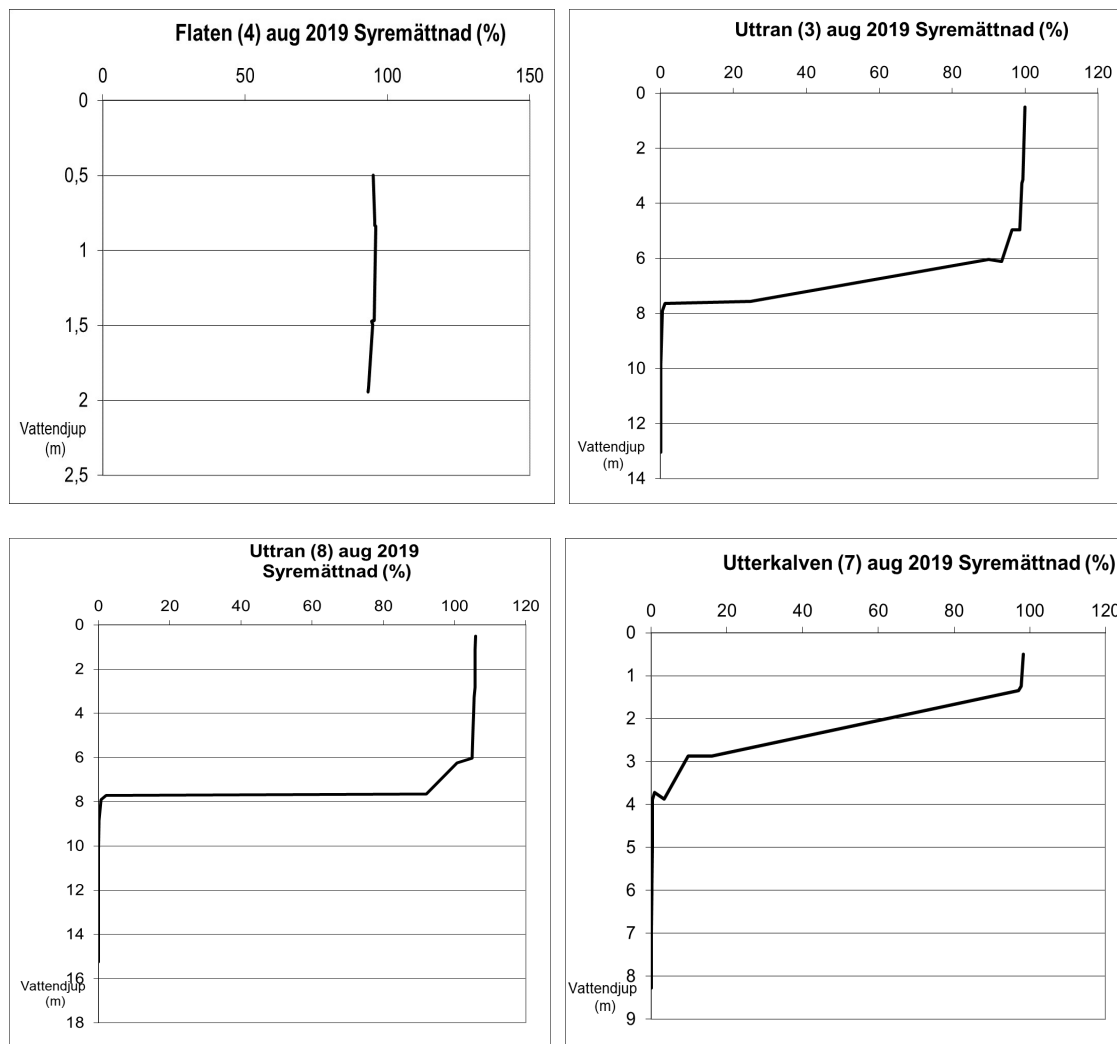 Flaten (4) aug 2019 Syremättnad (%)
0 50 100 150
0
0,5
1
1,5
2
Vattendjup
(m)
2,5
Uttran (3) aug 2019 Syremättnad (%)
0 20 40 60 80 100 120
0
2
4
6
8
10
12
Vattendjup
(m)
14
Uttran (8) aug 2019
Syremättnad (%)
0 20 40 60 80 100 120
0
2
4
6
8
10
12
14
16
Vattendjup
(m)
18
Utterkalven (7) aug 2019 Syremättnad (%)
0 20 40 60 80 100 120
0
1
2
3
4
5
6
7
8
Vattendjup
(m)
9